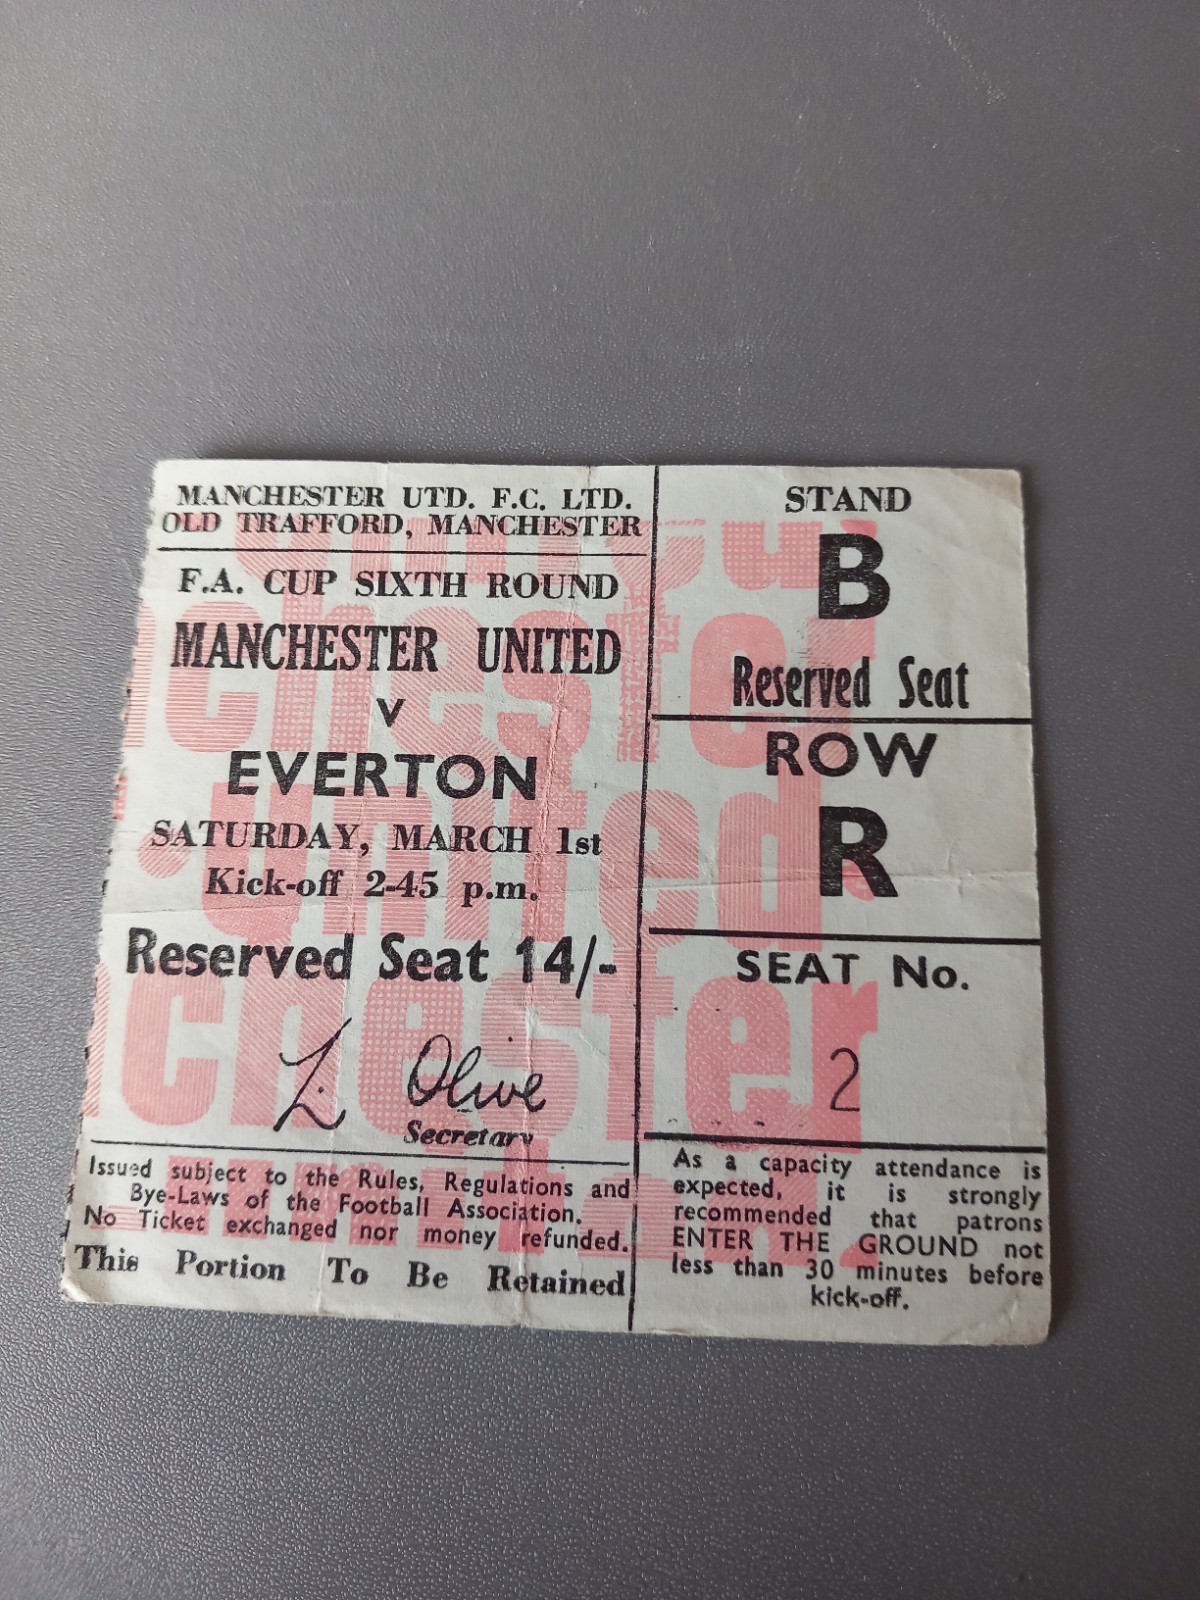 MANCHESTER UTD. F.C. LTD.
OLD TRAFFORD, MANCHESTER
F.A. CUP SIXTH ROUND
MANCHESTER UNITED
v
EVERTON
SATURDAY, MARCH 1st
Kick-off 2-45 p.m.
Reserved Seat 14/-
L. Olive
Secretary
Issued subject to the Rules, Regulations and
Bye-Laws of the Football Association.
No Ticket exchanged nor money refunded.
This Portion To Be Retained
STAND
B
Reserved Seat
ROW
R
SEAT No.
2
As a capacity attendance is
expected, it is strongly
recommended that patrons
ENTER THE GROUND not
less than 30 minutes before
kick-off.